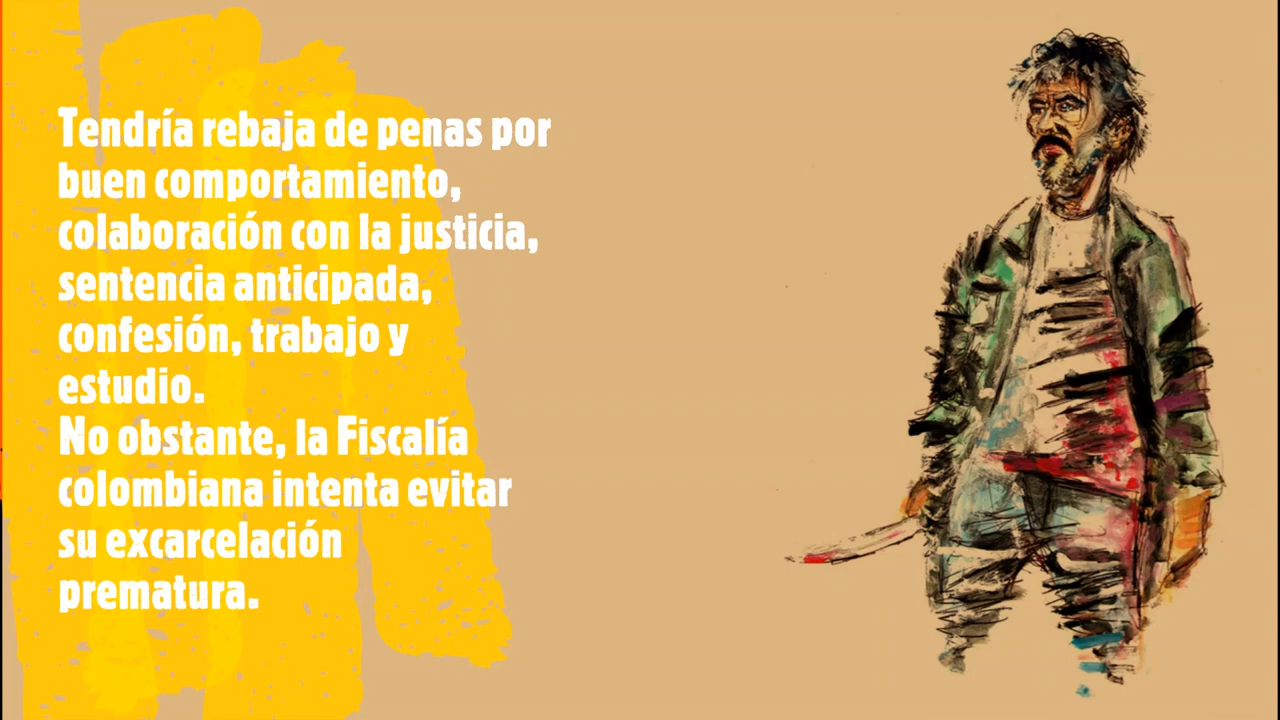 Tendría rebaja de penas por
buen comportamiento,
colaboración con la justicia,
sentencia anticipada,
confesión, trabajo y
estudio.
No obstante, la Fiscalía
colombiana intenta evitar
su excarcelación
prematura.